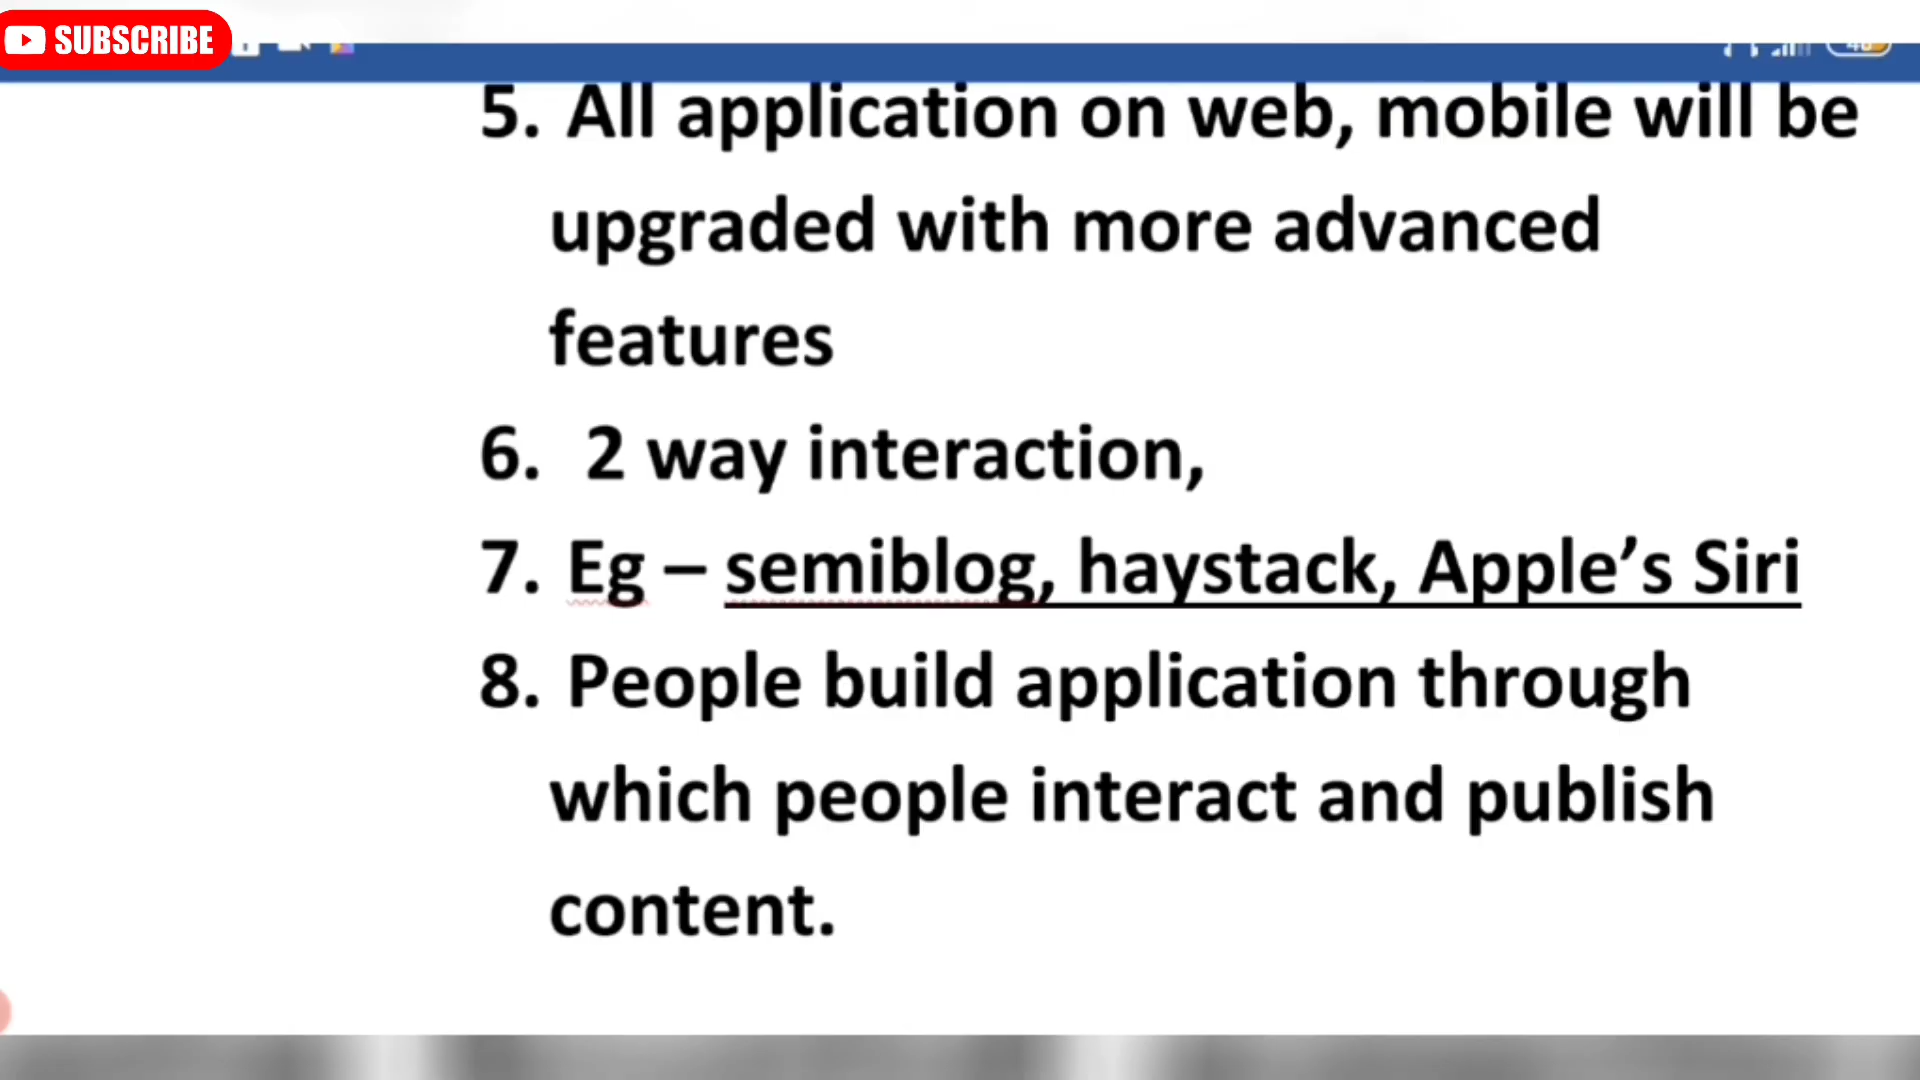 SUBSCRIBE
5. All application on web, mobile will be
upgraded with more advanced
features
6. 2 way interaction,
7. Eg – semiblog, haystack, Apple’s Siri
8. People build application through
which people interact and publish
content.